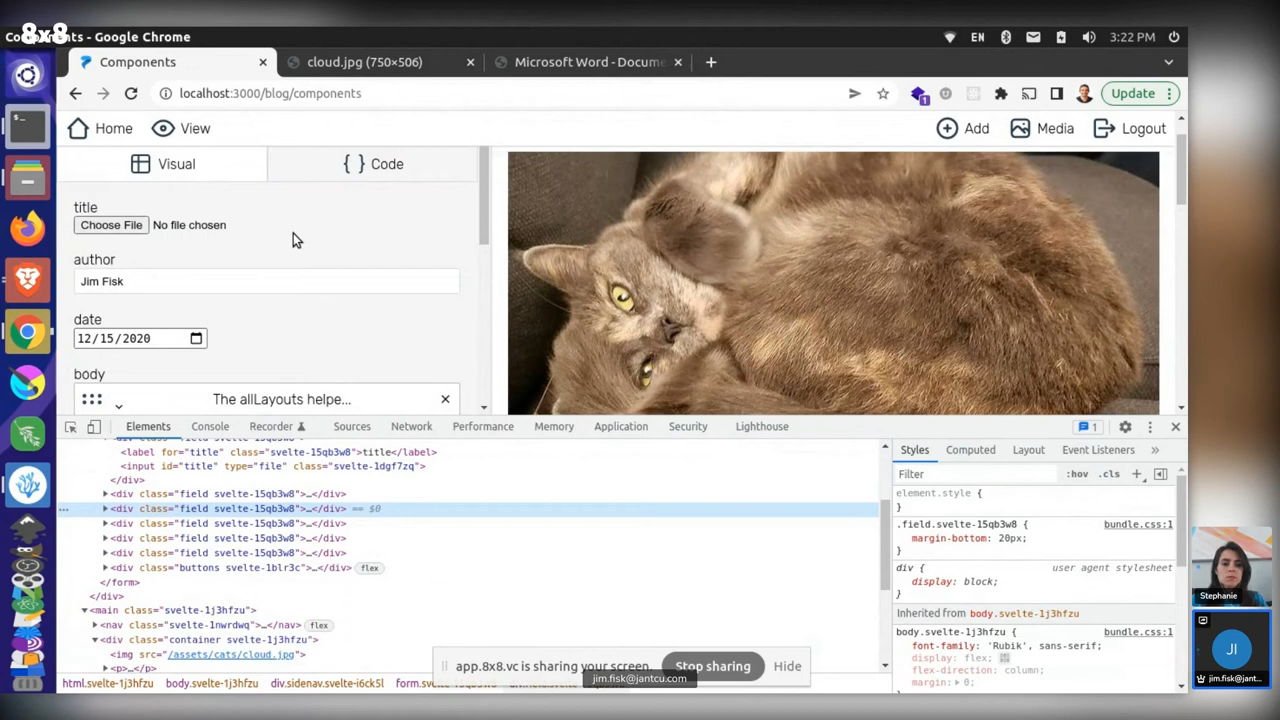 8x8
Components - Google Chrome
EN
3:22 PM
Components
cloud.jpg (750×506)
Microsoft Word - Docume
localhost:3000/blog/components
1
Update
Home
View
Add
Media
Logout
Visual
{ } Code
title
Choose File No file chosen
author
Jim Fisk
date
12/15/2020
body
The allLayouts helpe...
Elements
Console
Recorder
Sources
Network
Performance
Memory
Application
Security
Lighthouse
1
<label for="title" class="svelte-15qb3w8">title</label>
<input id="title" type="file" class="svelte-1dgf7zq">
</div>
<div class="field svelte-15qb3w8">…</div>
<div class="field svelte-15qb3w8">…</div> == $0
<div class="field svelte-15qb3w8">…</div>
<div class="field svelte-15qb3w8">…</div>
<div class="field svelte-15qb3w8">…</div>
<div class="buttons svelte-1blr3c">…</div> flex
</form>
</div>
<main class="svelte-1j3hfzu">
<nav class="svelte-1nwrdwq">…</nav> flex
<div class="container svelte-1j3hfzu">
<img src="/assets/cats/cloud.jpg">
<p>…</p>
html.svelte-1j3hfzu
body.svelte-1j3hfzu
div.sidenav.svelte-i6ck5l
Styles
Computed
Layout
Event Listeners
Filter
:hov
.cls
element.style {
}
.field.svelte-15qb3w8 {
bundle.css:1
margin-bottom: 20px;
}
div {
user agent stylesheet
display: block;
}
Inherited from body.svelte-1j3hfzu
body.svelte-1j3hfzu {
bundle.css:1
font-family: 'Rubik', sans-serif;
display: flex;
flex-direction: column;
margin: 0;
app.8x8.vc is sharing your screen.
Stop sharing
Hide
jim.fisk@jantcu.com
Stephanie
JI
jim.fisk@jant...